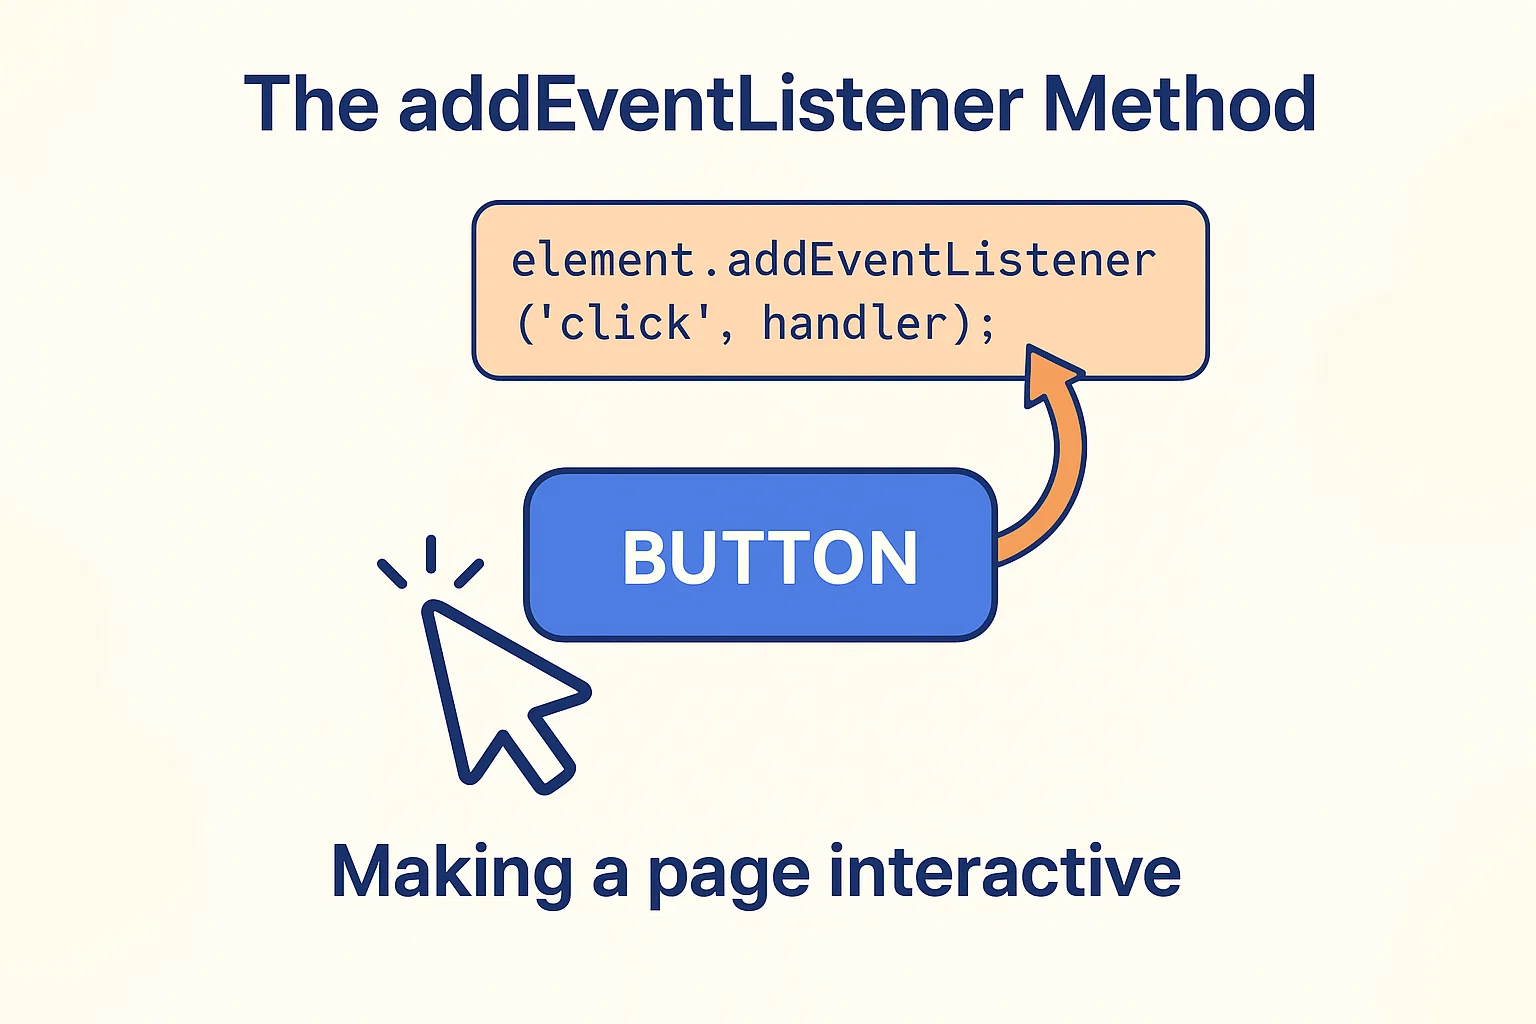 The addEventListener Method
element.addEventListener
('click', handler);
BUTTON
Making a page interactive